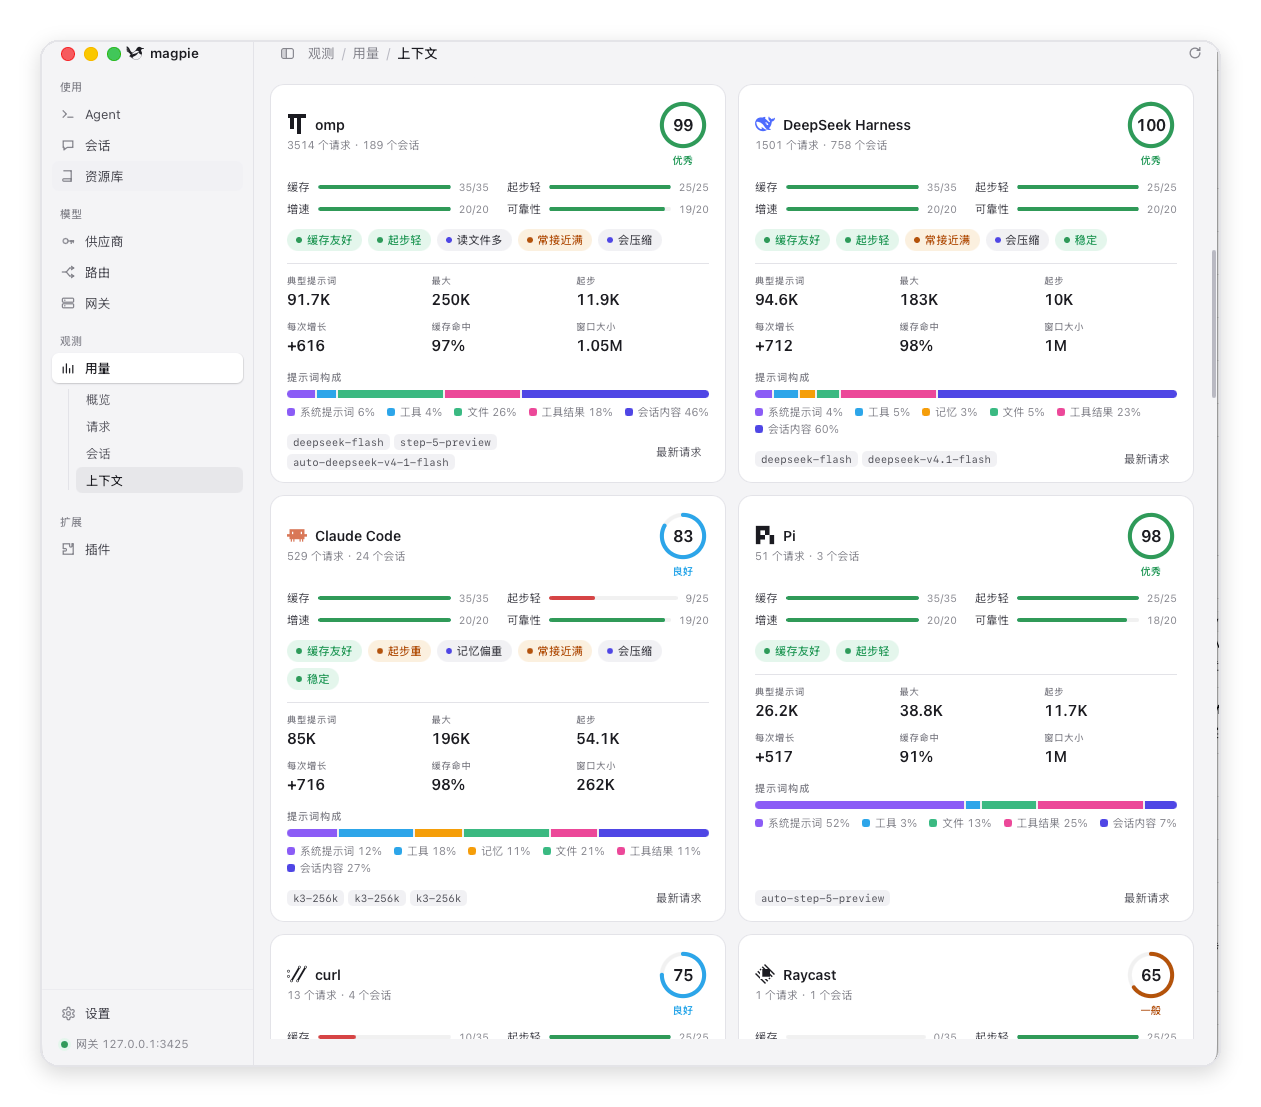 magpie
观测 / 用量 / 上下文
使用
Agent
会话
资源库
模型
供应商
路由
网关
观测
用量
概览
请求
会话
上下文
扩展
插件
设置
网关 127.0.0.1:3425
omp
3514 个请求 · 189 个会话
99
优秀
缓存 35/35 起步轻 25/25
增速 20/20 可靠性 19/20
缓存友好 起步轻 读文件多 常接近满 会压缩
典型提示词 最大 起步
91.7K 250K 11.9K
每次增长 缓存命中 窗口大小
+616 97% 1.05M
提示词构成
系统提示词 6% 工具 4% 文件 26% 工具结果 18% 会话内容 46%
deepseek-flash step-5-preview
auto-deepseek-v4-1-flash
最新请求
DeepSeek Harness
1501 个请求 · 758 个会话
100
优秀
缓存 35/35 起步轻 25/25
增速 20/20 可靠性 20/20
缓存友好 起步轻 常接近满 会压缩 稳定
典型提示词 最大 起步
94.6K 183K 10K
每次增长 缓存命中 窗口大小
+712 98% 1M
提示词构成
系统提示词 4% 工具 5% 记忆 3% 文件 5% 工具结果 23%
会话内容 60%
deepseek-flash deepseek-v4.1-flash 最新请求
Claude Code
529 个请求 · 24 个会话
83
良好
缓存 35/35 起步轻 9/25
增速 20/20 可靠性 19/20
缓存友好 起步重 记忆偏重 常接近满 会压缩
稳定
典型提示词 最大 起步
85K 196K 54.1K
每次增长 缓存命中 窗口大小
+716 98% 262K
提示词构成
系统提示词 12% 工具 18% 记忆 11% 文件 21% 工具结果 11%
会话内容 27%
k3-256k k3-256k k3-256k 最新请求
Pi
51 个请求 · 3 个会话
98
优秀
缓存 35/35 起步轻 25/25
增速 20/20 可靠性 18/20
缓存友好 起步轻
典型提示词 最大 起步
26.2K 38.8K 11.7K
每次增长 缓存命中 窗口大小
+517 91% 1M
提示词构成
系统提示词 52% 工具 3% 文件 13% 工具结果 25% 会话内容 7%
auto-step-5-preview 最新请求
curl
13 个请求 · 4 个会话
75
良好
缓存 10/35 起步轻 25/25
Raycast
1 个请求 · 1 个会话
65
一般
缓存 0/35 起步轻 25/25